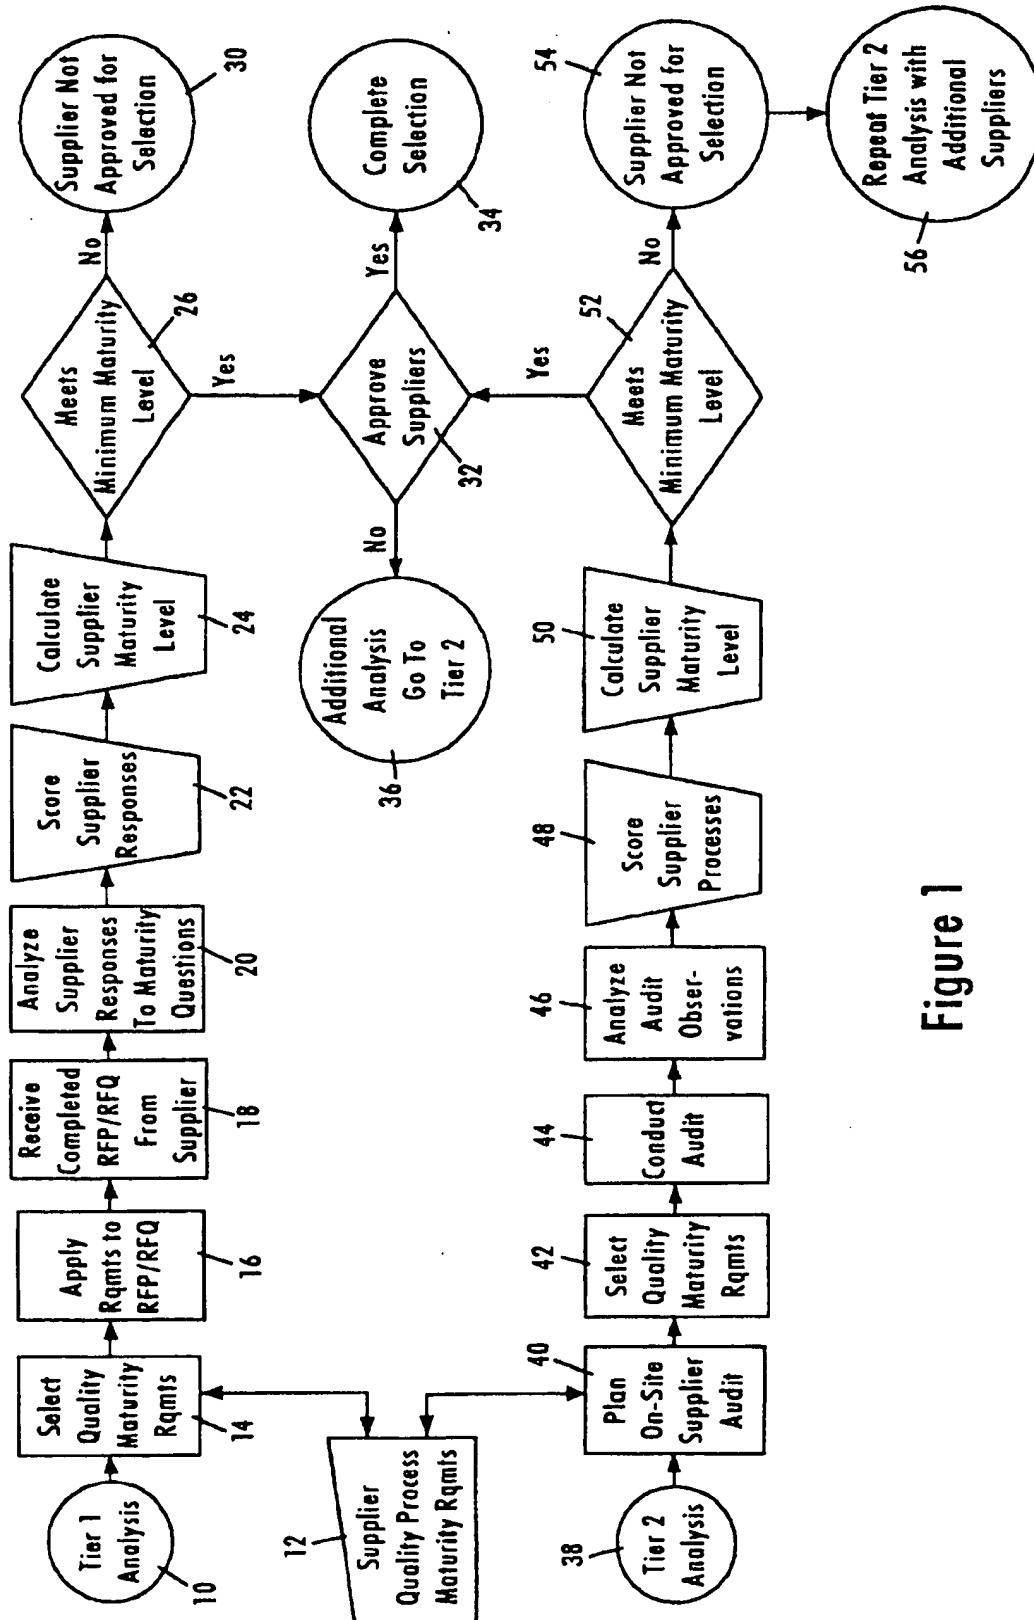 Tier 1
Analysis
10
Select
Quality
Maturity
Rqmts
14
Apply
Rqmts to
RFP/RFQ
16
Receive
Completed
RFP/RFQ
From
Supplier
18
Analyze
Supplier
Responses
To Maturity
Questions
20
Score
Supplier
Responses
22
Calculate
Supplier
Maturity
Level
24
Meets
Minimum Maturity
Level
26
No
Supplier Not
Approved for
Selection
30
Yes
Supplier
Quality Process
Maturity Rqmts
12
Additional
Analysis
Go To
Tier 2
36
No
Approve
Suppliers
32
Yes
Complete
Selection
34
Tier 2
Analysis
38
Plan
On-Site
Supplier
Audit
40
Select
Quality
Maturity
Rqmts
42
Conduct
Audit
44
Analyze
Audit
Obser-
vations
46
Score
Supplier
Processes
48
Calculate
Supplier
Maturity
Level
50
Meets
Minimum Maturity
Level
52
Yes
No
Supplier Not
Approved for
Selection
54
Repeat Tier 2
Analysis with
Additional
Suppliers
56
Figure 1